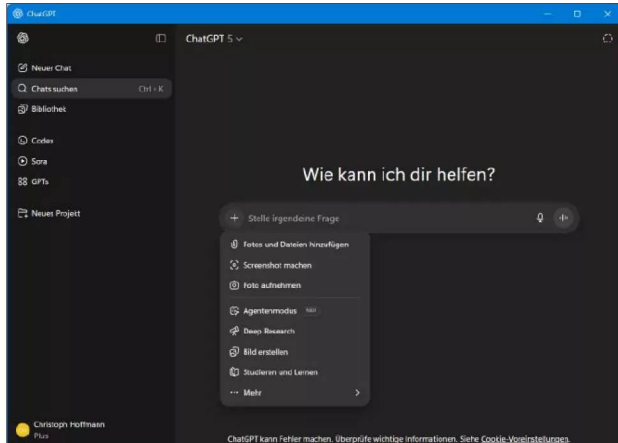 ChatGPT
ChatGPT 5
Neuer Chat
Chats suchen Ctrl + K
Bibliothek
Codex
Sora
GPTs
Neues Projekt
Wie kann ich dir helfen?
Stelle irgendeine Frage
Fotos und Dateien hinzufügen
Screenshot machen
Foto aufnehmen
Agentenmodus NEU
Deep Research
Bild erstellen
Studieren und Lernen
Mehr
Christoph Hoffmann
Plus
ChatGPT kann Fehler machen. Überprüfe wichtige Informationen. Siehe Cookie-Voreinstellungen.